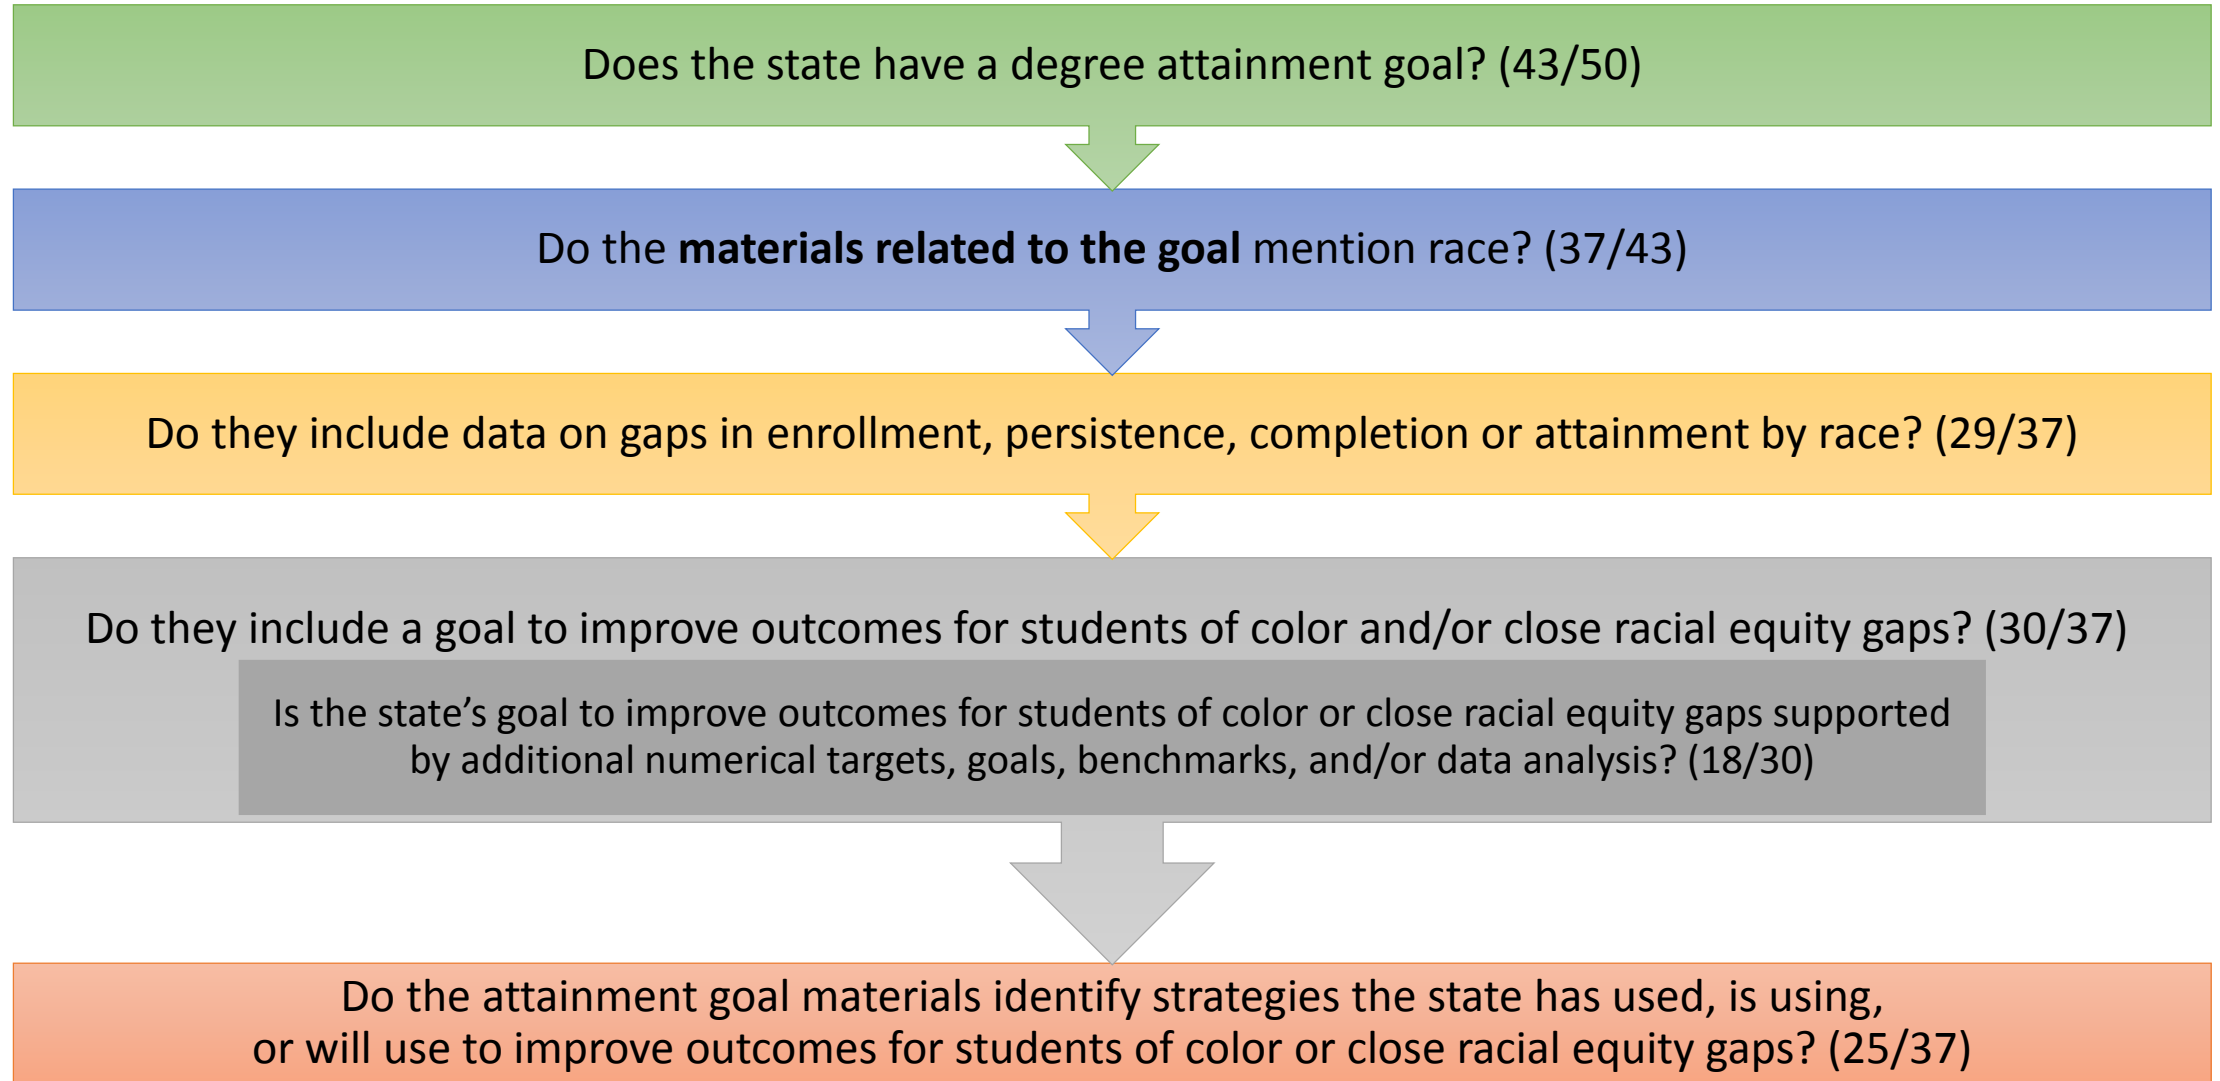 Does the state have a degree attainment goal? (43/50)
Do the materials related to the goal mention race? (37/43)
Do they include data on gaps in enrollment, persistence, completion or attainment by race? (29/37)
Do they include a goal to improve outcomes for students of color and/or close racial equity gaps? (30/37)
Is the state’s goal to improve outcomes for students of color or close racial equity gaps supported
by additional numerical targets, goals, benchmarks, and/or data analysis? (18/30)
Do the attainment goal materials identify strategies the state has used, is using,
or will use to improve outcomes for students of color or close racial equity gaps? (25/37)